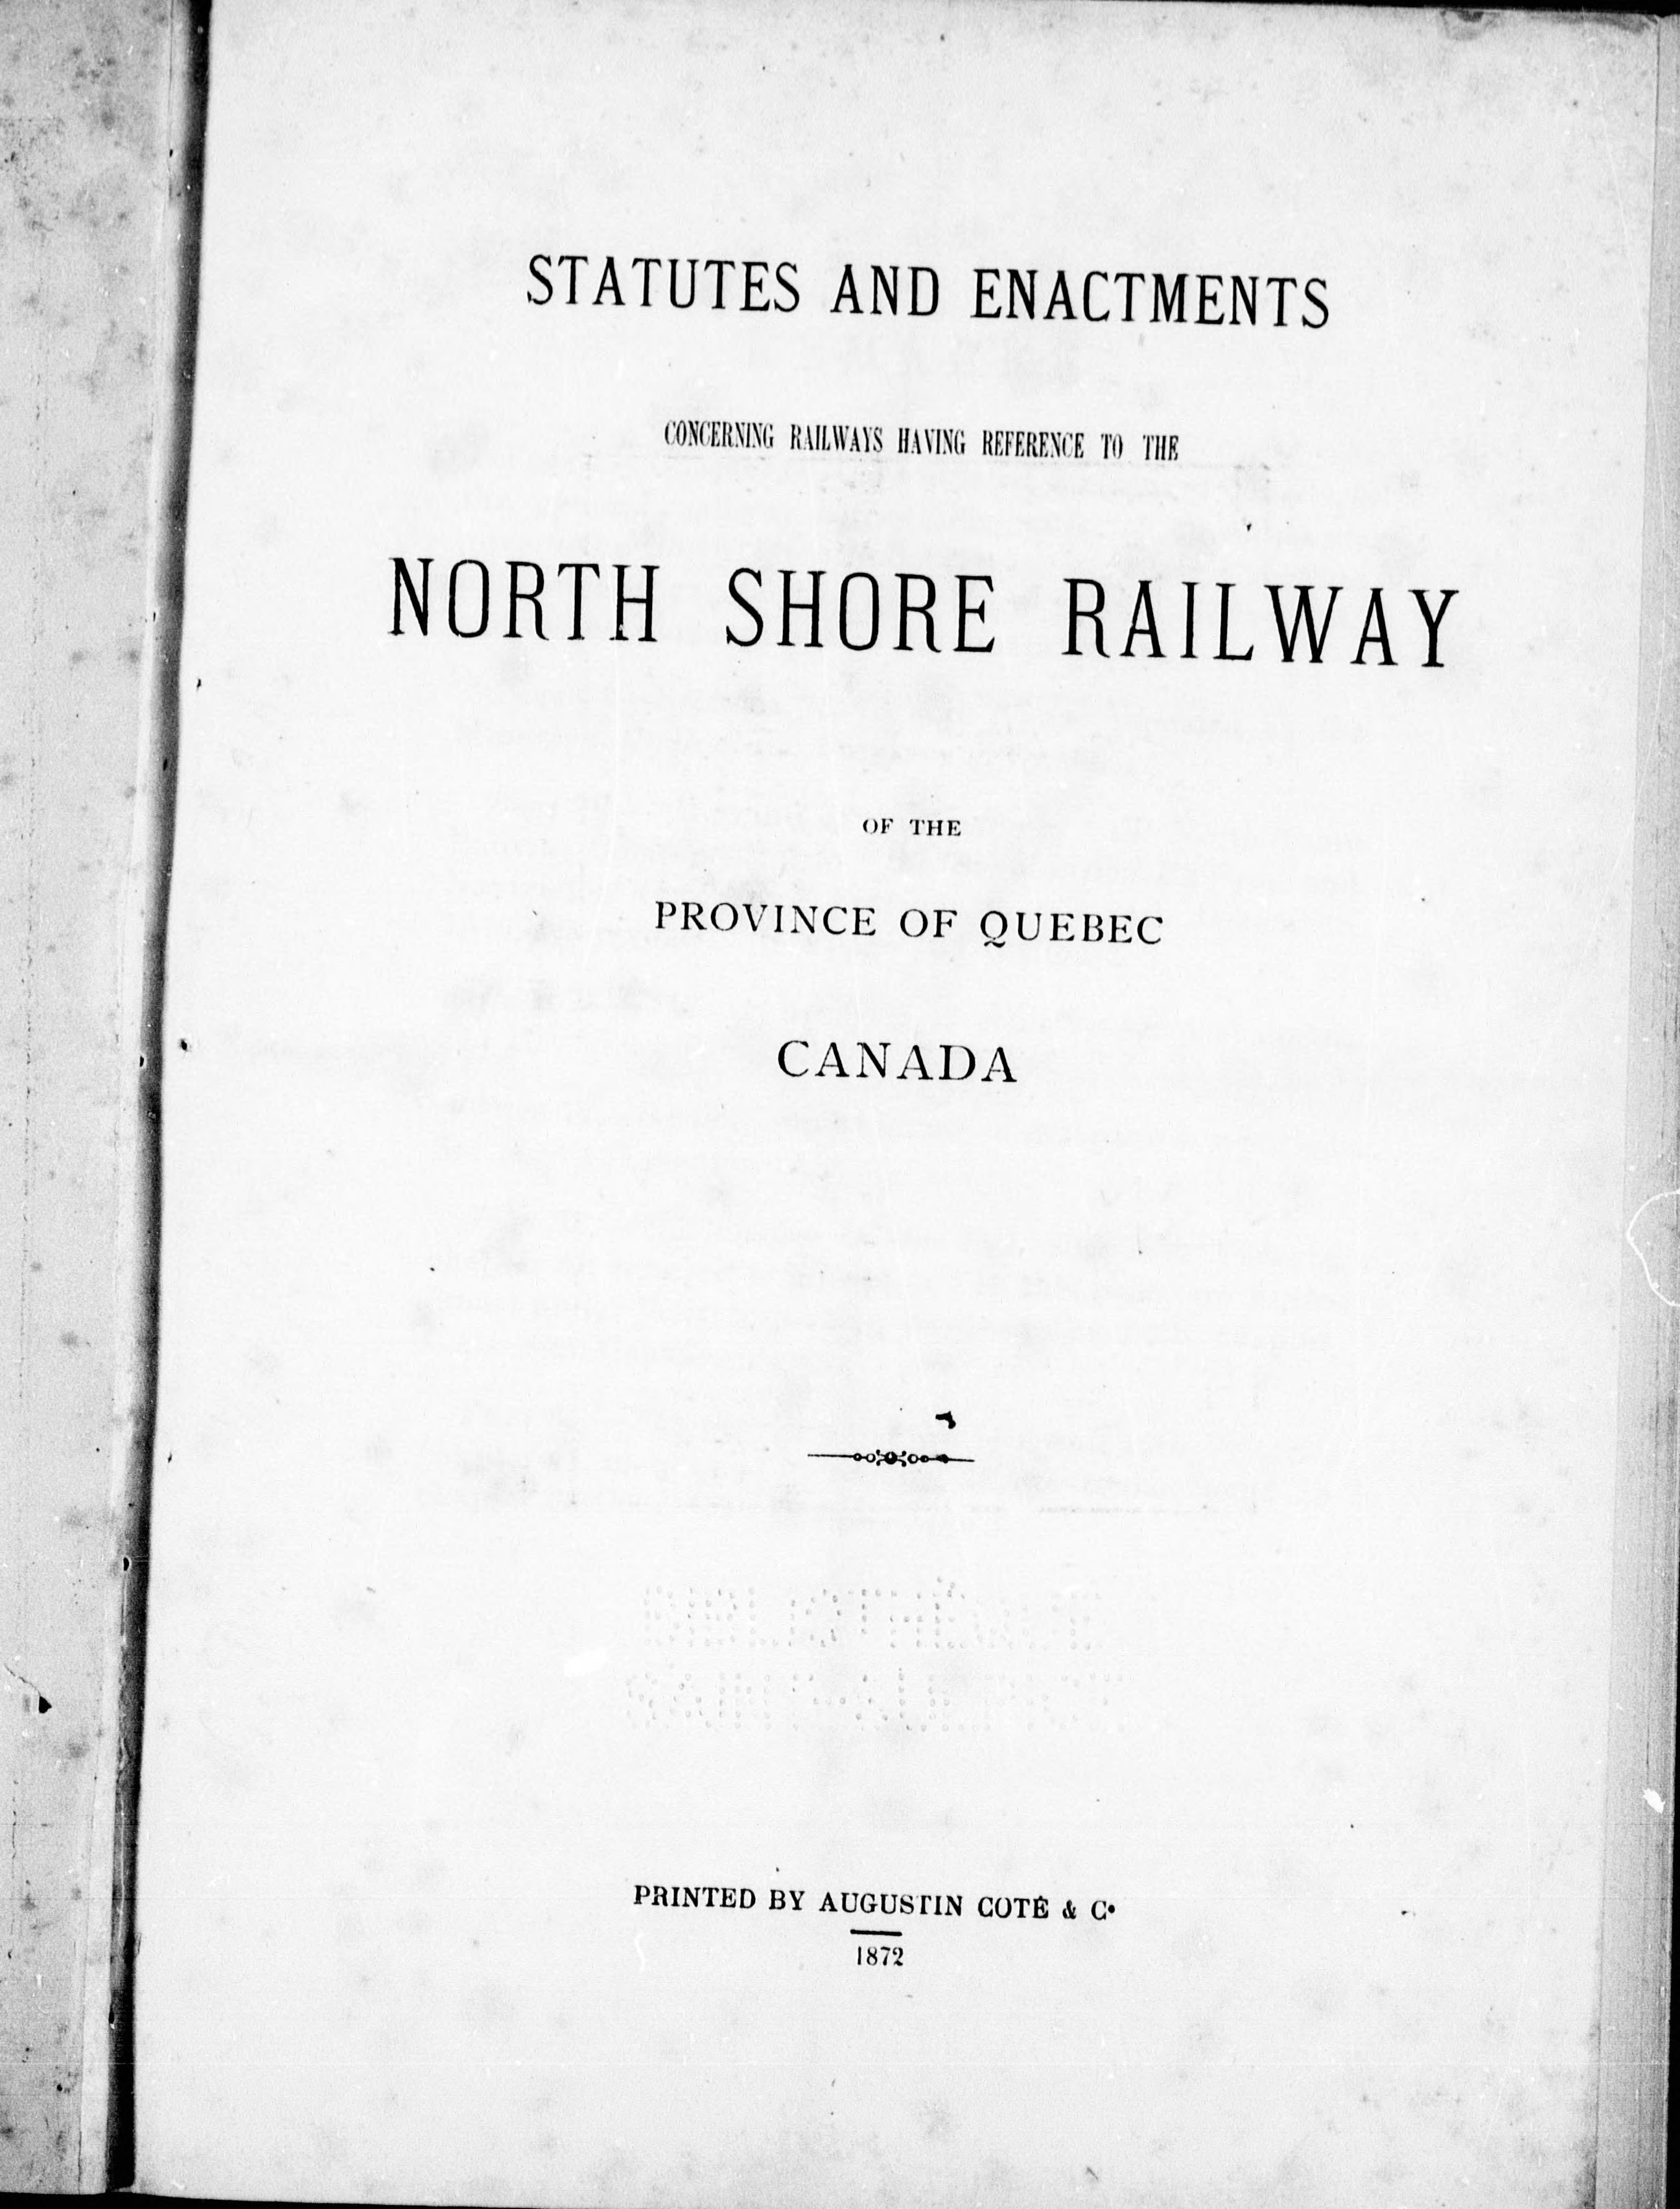 STATUTES AND ENACTMENTS
CONCERNING RAILWAYS HAVING REFERENCE TO THE
NORTH SHORE RAILWAY
OF THE
PROVINCE OF QUEBEC
CANADA
PRINTED BY AUGUSTIN COTÉ & C•
1872